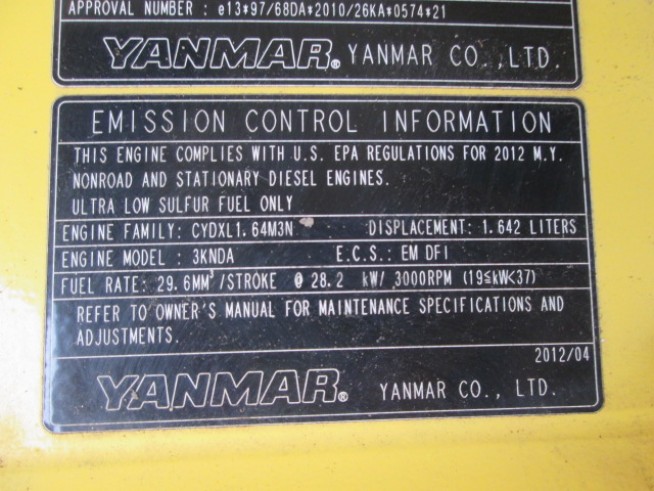 APPROVAL NUMBER : e13*97/68DA*2010/26KA*0574*21
YANMAR® YANMAR CO.,LTD.
EMISSION CONTROL INFORMATION
THIS ENGINE COMPLIES WITH U.S. EPA REGULATIONS FOR 2012 M.Y.
NONROAD AND STATIONARY DIESEL ENGINES.
ULTRA LOW SULFUR FUEL ONLY
ENGINE FAMILY: CYDXL1.64M3N DISPLACEMENT: 1.642 LITERS
ENGINE MODEL : 3KNDA E.C.S.: EM DFI
FUEL RATE: 29.6MM³/STROKE @ 28.2 kW/ 3000RPM (19≦kW<37)
REFER TO OWNER'S MANUAL FOR MAINTENANCE SPECIFICATIONS AND
ADJUSTMENTS.
2012/04
YANMAR® YANMAR CO., LTD.